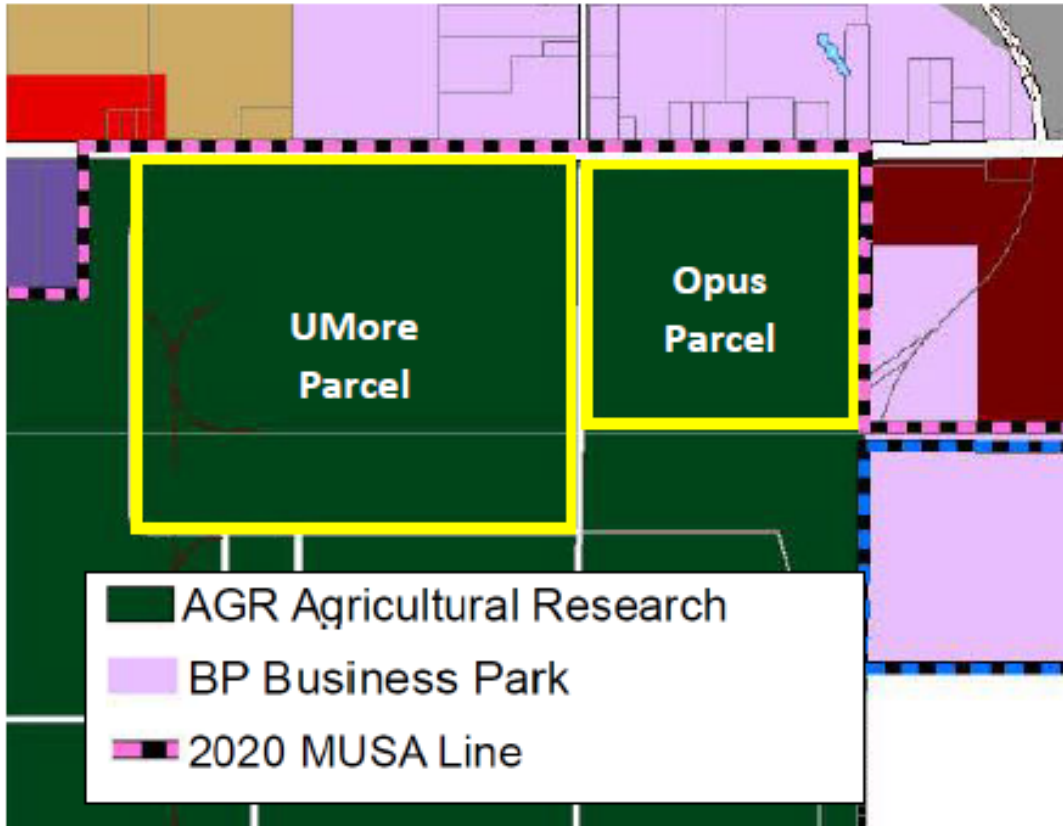 UMore
Parcel
Opus
Parcel
AGR Agricultural Research
BP Business Park
2020 MUSA Line